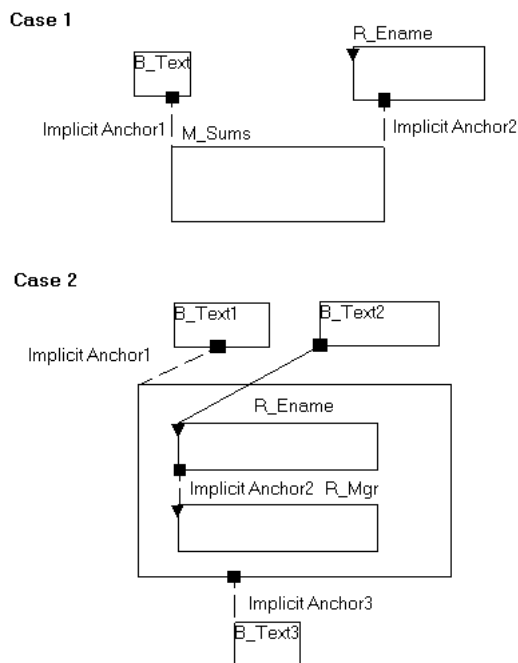 Case 1
R_Ename
B_Text
Implicit Anchor1
M_Sums
Implicit Anchor2
Case 2
B_Text1
B_Text2
Implicit Anchor1
R_Ename
Implicit Anchor2 R_Mgr
Implicit Anchor3
B_Text3